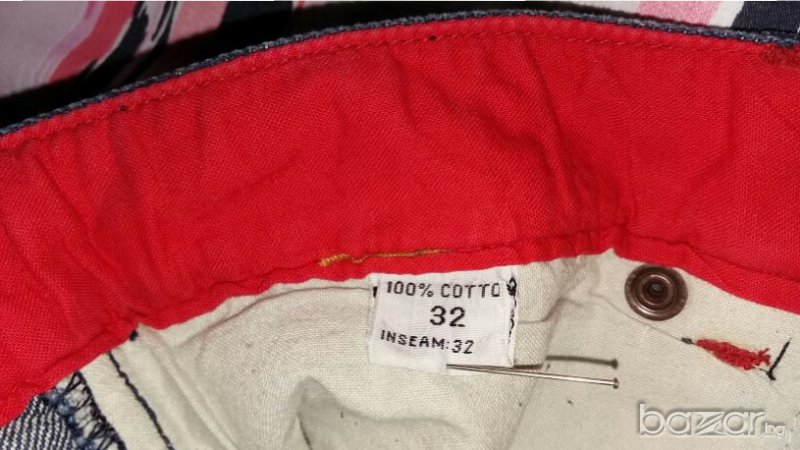 100% COTTO
32
INSEAM:32
bazar.bg